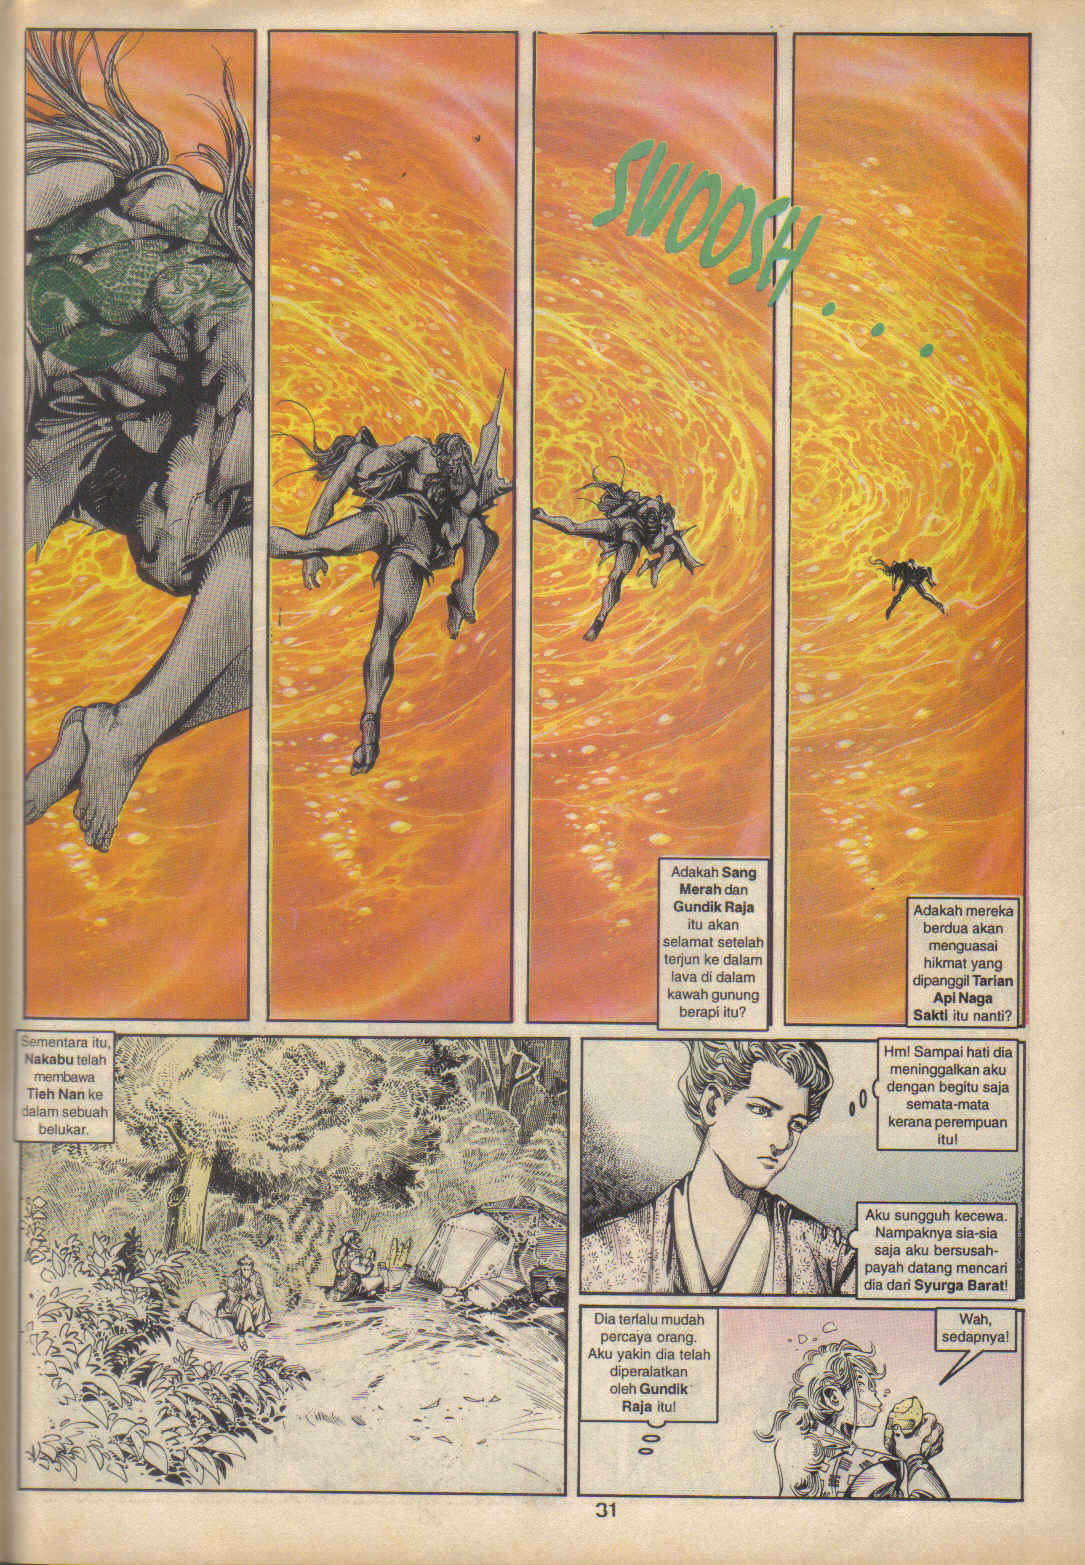 SWOOSH...
Adakah Sang
Merah dan
Gundik Raja
itu akan
selamat setelah
terjun ke dalam
lava di dalam
kawah gunung
berapi itu?
Adakah mereka
berdua akan
menguasai
hikmat yang
dipanggil Tarian
Api Naga
Sakti itu nanti?
Sementara itu,
Nakabu telah
membawa
Tieh Nan ke
dalam sebuah
belukar.
Hm! Sampai hati dia
meninggalkan aku
dengan begitu saja
semata-mata
kerana perempuan
itu!
Aku sungguh kecewa.
Nampaknya sia-sia
saja aku bersusah-
payah datang mencari
dia dari Syurga Barat!
Dia terlalu mudah
percaya orang.
Aku yakin dia telah
diperalatkan
oleh Gundik
Raja itu!
Wah,
sedapnya!
31